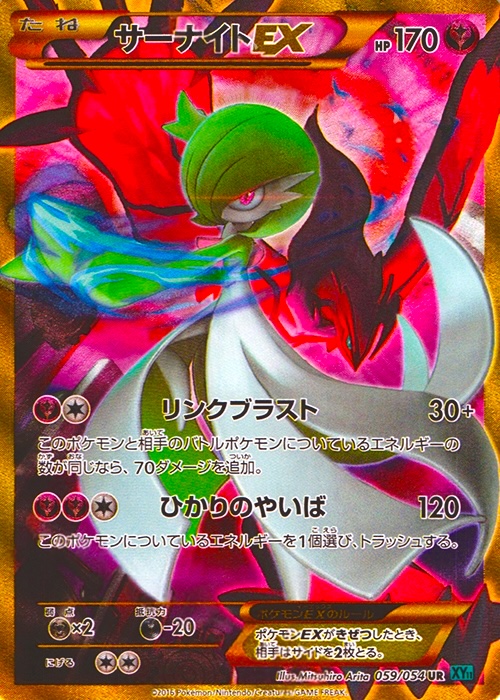 たね サーナイトEX HP170
リンクブラスト 30+
このポケモンと相手のバトルポケモンについているエネルギーの
数が同じなら、70ダメージを追加。
ひかりのやいば 120
このポケモンについているエネルギーを1個選び、トラッシュする。
弱点 抵抗力 ポケモンEXのルール
×2 -20
ポケモンEXがきぜつしたとき、
相手はサイドを2枚とる。
にげる
Illus. Mitsuhiro Arita 059/054 UR XY11
©2016 Pokémon/Nintendo/Creatures/GAME FREAK